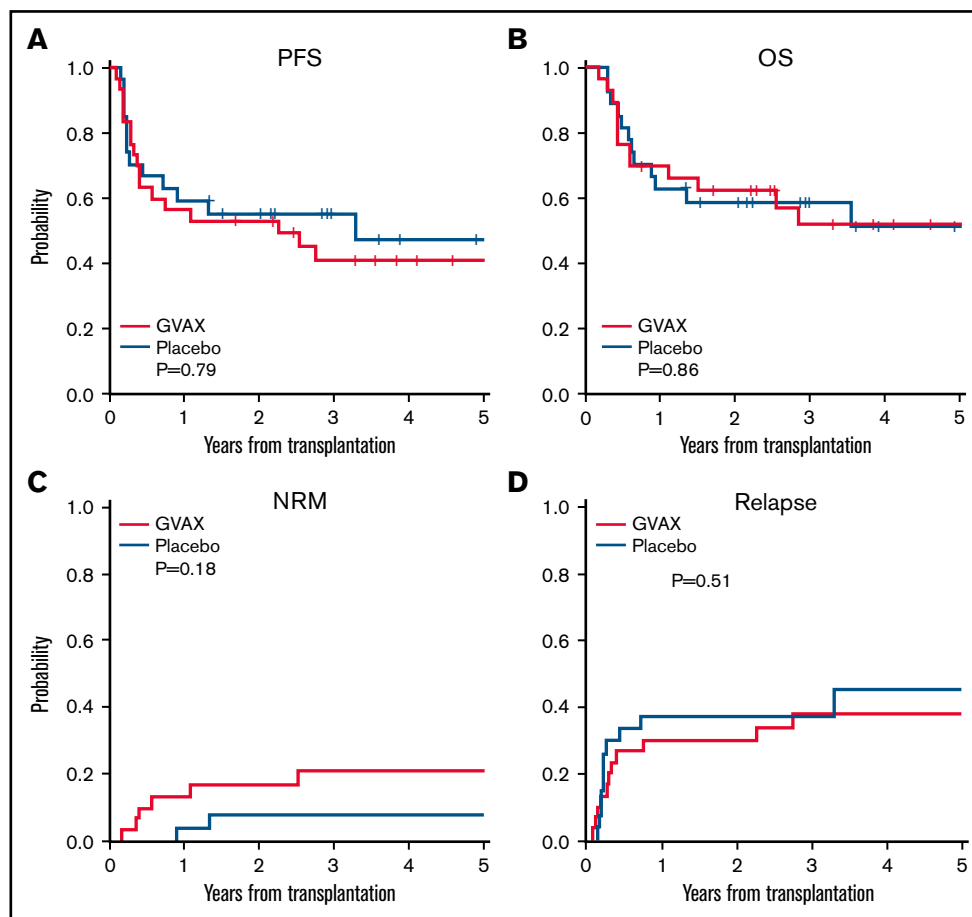 A
PFS
1.0
0.8
0.6
0.4
0.2
0.0
Probability
GVAX
Placebo
P=0.79
0 1 2 3 4 5
Years from transplantation
B
OS
1.0
0.8
0.6
0.4
0.2
0.0
GVAX
Placebo
P=0.86
0 1 2 3 4 5
Years from transplantation
C
NRM
1.0
0.8
0.6
0.4
0.2
0.0
Probability
GVAX
Placebo
P=0.18
0 1 2 3 4 5
Years from transplantation
D
Relapse
1.0
0.8
0.6
0.4
0.2
0.0
GVAX
Placebo
P=0.51
0 1 2 3 4 5
Years from transplantation